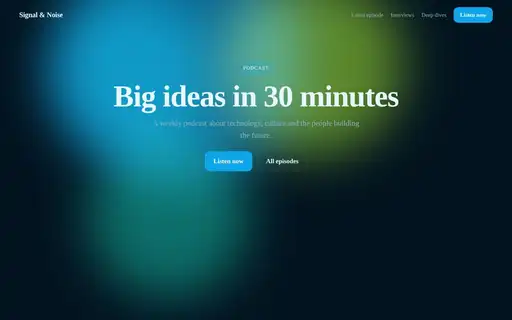 Signal & Noise
Latest episode
Interviews
Deep dives
Listen now
PODCAST
Big ideas in 30 minutes
A weekly podcast about technology, culture and the people building
the future.
Listen now
All episodes